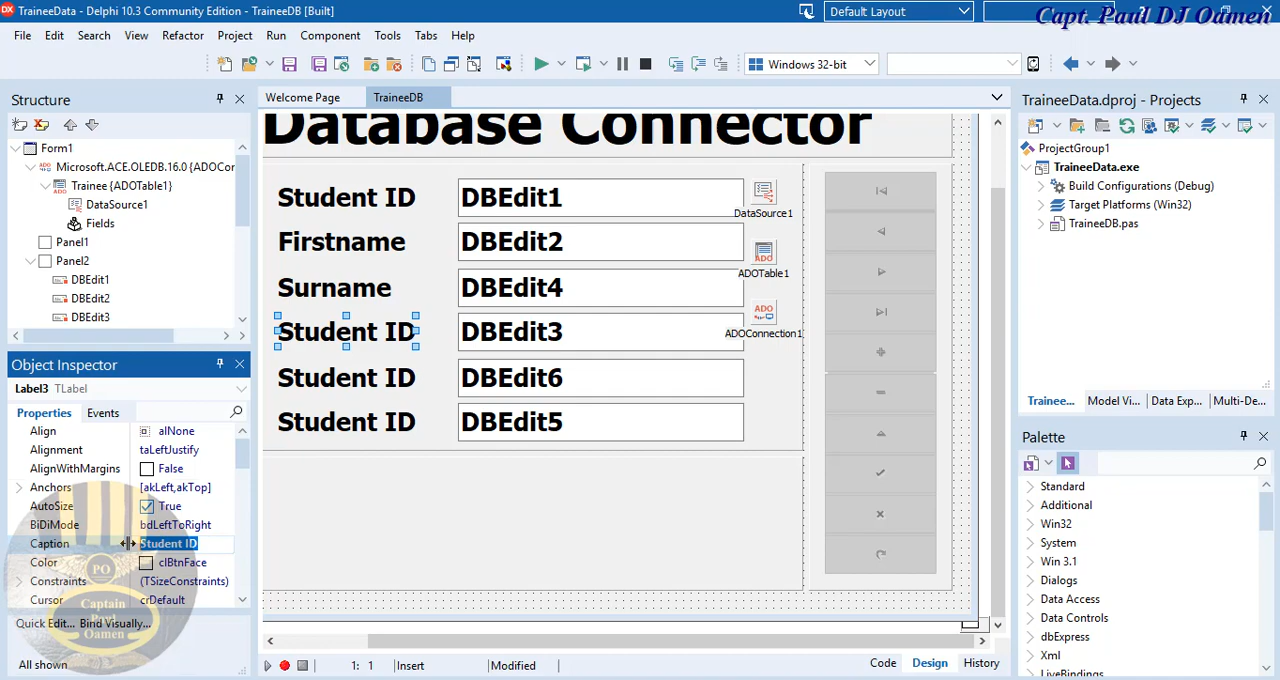 TraineeData - Delphi 10.3 Community Edition - TraineeDB [Built]
Default Layout
Capt. Paul DJ Oamen
File Edit Search View Refactor Project Run Component Tools Tabs Help
Windows 32-bit
Structure
Form1
Microsoft.ACE.OLEDB.16.0 {ADOCor
Trainee {ADOTable1}
DataSource1
Fields
Panel1
Panel2
DBEdit1
DBEdit2
DBEdit3
Object Inspector
Label3 TLabel
Properties Events
Align alNone
Alignment taLeftJustify
AlignWithMargins False
Anchors [akLeft,akTop]
AutoSize True
BiDiMode bdLeftToRight
Caption Student ID
Color clBtnFace
Constraints (TSizeConstraints)
Cursor crDefault
PO
Captain
Paul
Oamen
Quick Edit... Bind Visually...
All shown
Welcome Page TraineeDB
Database Connector
Student ID DBEdit1
Firstname DBEdit2
Surname DBEdit4
Student ID DBEdit3
Student ID DBEdit6
Student ID DBEdit5
DataSource1
ADOTable1
ADOConnection1
1: 1 Insert Modified
Code Design History
TraineeData.dproj - Projects
ProjectGroup1
TraineeData.exe
Build Configurations (Debug)
Target Platforms (Win32)
TraineeDB.pas
Trainee... Model Vi... Data Exp... Multi-De...
Palette
Standard
Additional
Win32
System
Win 3.1
Dialogs
Data Access
Data Controls
dbExpress
Xml
LiveBindings